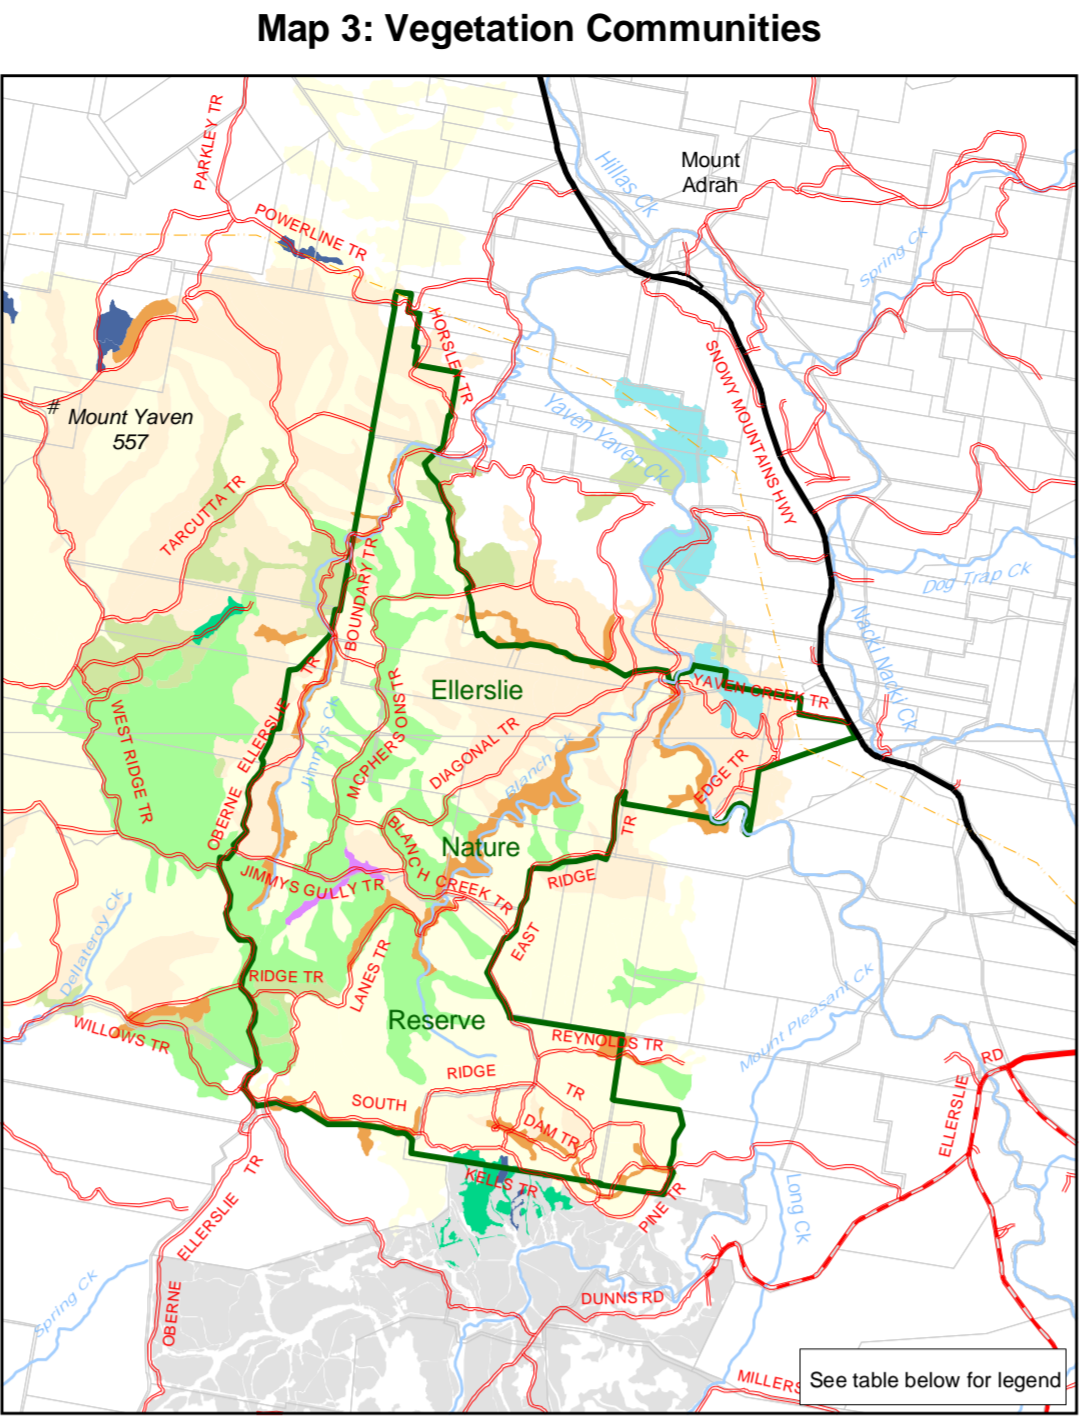 Map 3: Vegetation Communities
PARKLEY TR
Hillas Ck
Mount
Adrah
POWERLINE TR
Spring Ck
HORSLEY TR
SNOWY MOUNTAINS HWY
#
Mount Yaven
557
Yaven Yaven Ck
TARCUTTA TR
BOUNDARY TR
Dog Trap Ck
Nacki Nacki Ck
OBERNE ELLERSLIE TR
Ellerslie
YAVEN CREEK TR
WEST RIDGE TR
Jimmys Ck
MCPHERSONS TR
DIAGONAL TR
Blanch Ck
EDGE TR
BLANCH CREEK TR
Nature
EAST RIDGE TR
JIMMYS GULLY TR
Dellateroy Ck
RIDGE TR
LANES TR
Reserve
Mount Pleasant Ck
WILLOWS TR
REYNOLDS TR
RD
ELLERSLIE
SOUTH RIDGE TR
DAM TR
KELLS TR
PINE TR
Long Ck
OBERNE ELLERSLIE TR
Spring Ck
DUNNS RD
MILLERS
See table below for legend